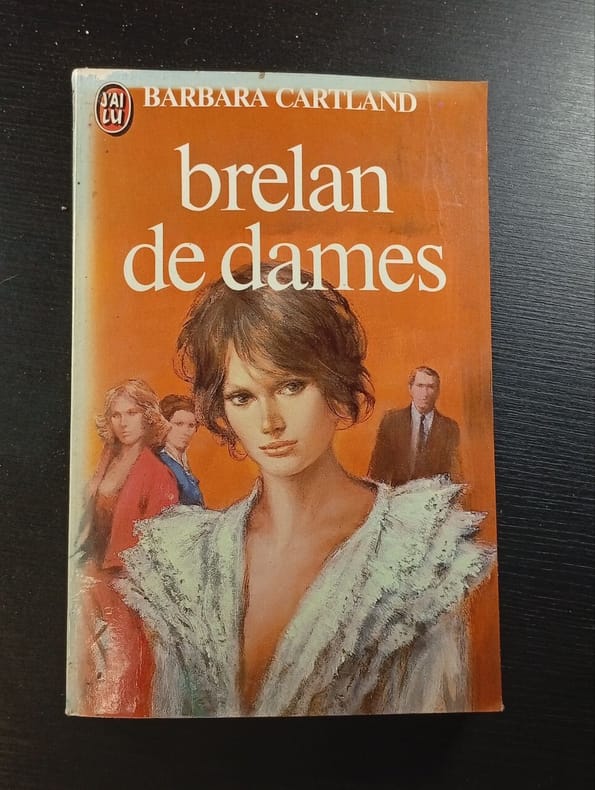 J'AI
LU
BARBARA CARTLAND
brelan
de dames